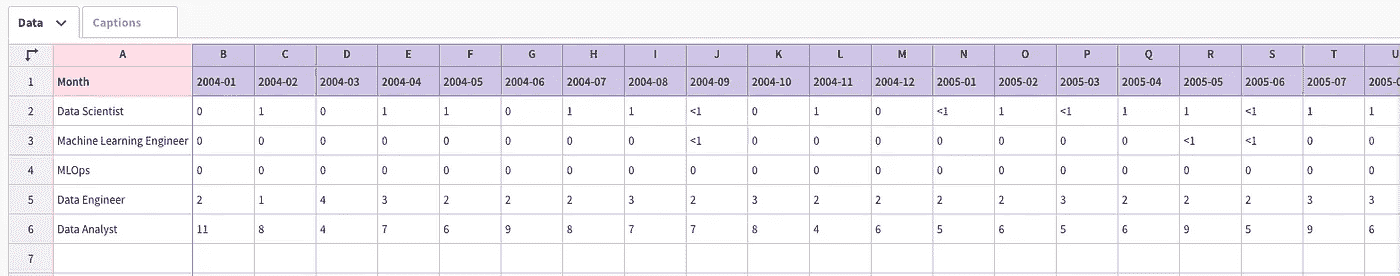 Data Captions
A B C D E F G H I J K L M N O P Q R S T U
1 Month 2004-01 2004-02 2004-03 2004-04 2004-05 2004-06 2004-07 2004-08 2004-09 2004-10 2004-11 2004-12 2005-01 2005-02 2005-03 2005-04 2005-05 2005-06 2005-07 2005-0
2 Data Scientist 0 1 0 1 1 0 1 1 <1 0 1 0 <1 1 <1 1 1 <1 1 1
3 Machine Learning Engineer 0 0 0 0 0 0 0 0 <1 0 0 0 0 0 0 0 <1 <1 0 0
4 MLOps 0 0 0 0 0 0 0 0 0 0 0 0 0 0 0 0 0 0 0 0
5 Data Engineer 2 1 4 3 2 2 2 3 2 3 2 2 2 2 3 2 2 2 3 3
6 Data Analyst 11 8 4 7 6 9 8 7 7 8 4 6 5 6 5 6 9 5 9 6
7